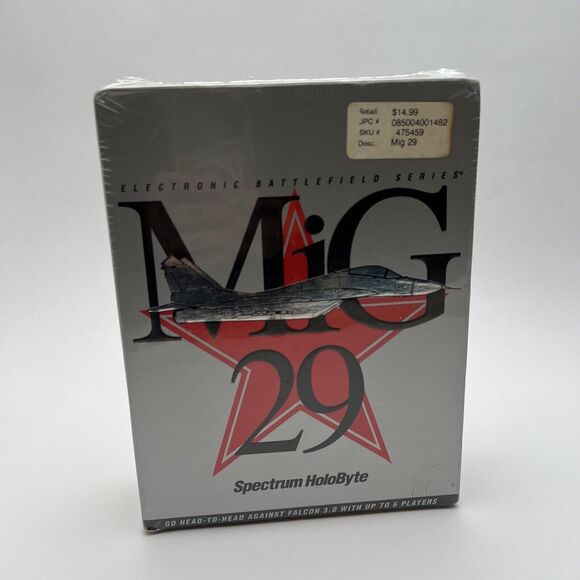 Retail: $14.99
UPC # 085004001482
SKU # 475459
Desc.: Mig 29
ELECTRONIC BATTLEFIELD SERIES®
MiG
29
Spectrum HoloByte
GO HEAD-TO-HEAD AGAINST FALCON 3.0 WITH UP TO 6 PLAYERS